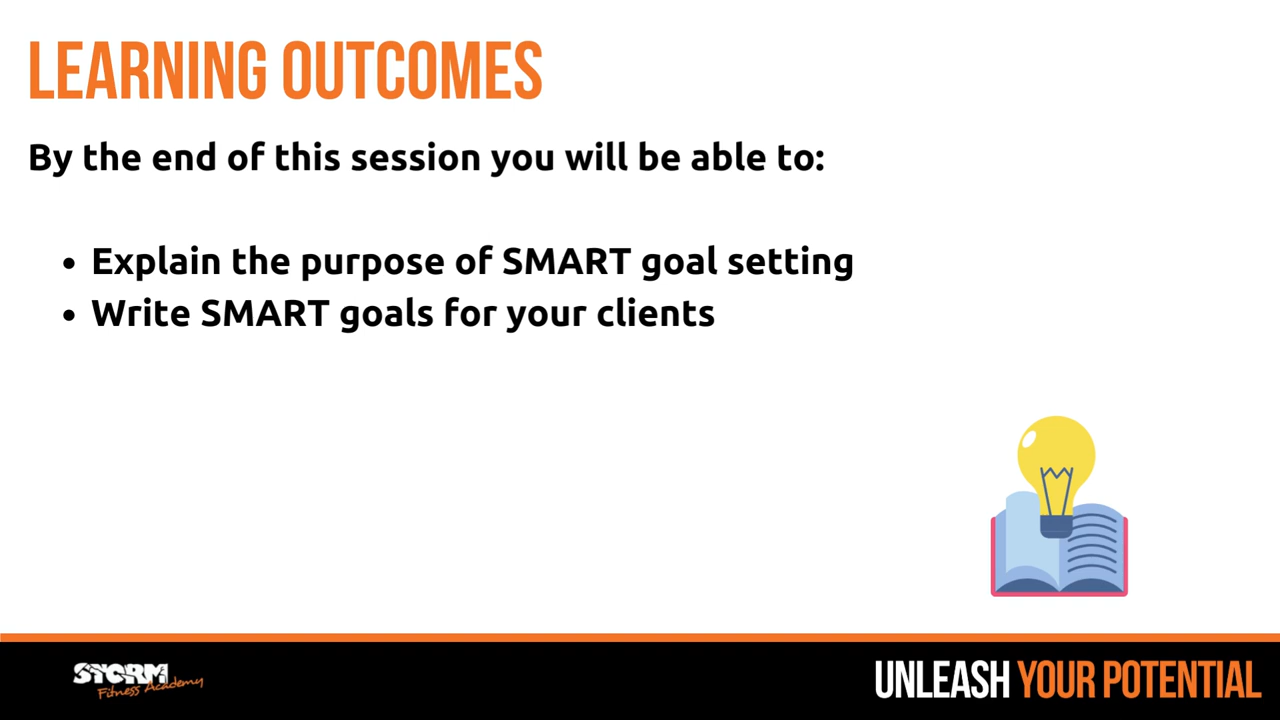 LEARNING OUTCOMES
By the end of this session you will be able to:
• Explain the purpose of SMART goal setting
• Write SMART goals for your clients
STORM
Fitness Academy
UNLEASH YOUR POTENTIAL